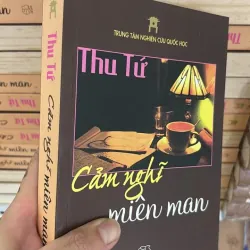 TRUNG TÂM NGHIÊN CỨU QUỐC HỌC
Thu Tứ
Cảm nghĩ
miên man
Thu Tứ
Cảm nghĩ miên man